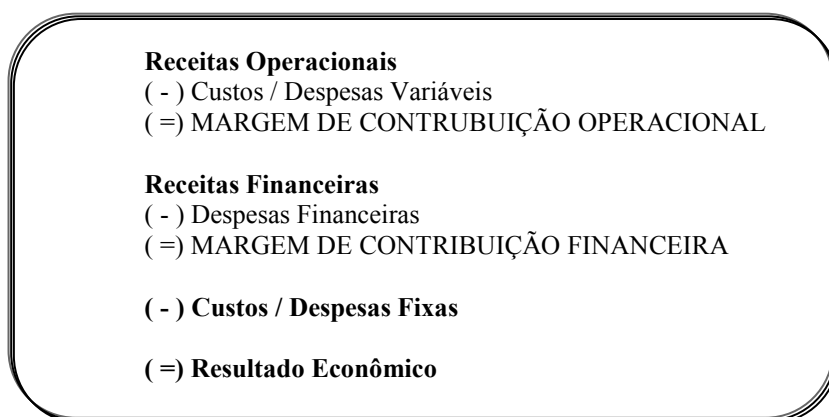 Receitas Operacionais
( - ) Custos / Despesas Variáveis
( =) MARGEM DE CONTRUBUIÇÃO OPERACIONAL
Receitas Financeiras
( - ) Despesas Financeiras
( =) MARGEM DE CONTRIBUIÇÃO FINANCEIRA
( - ) Custos / Despesas Fixas
( =) Resultado Econômico